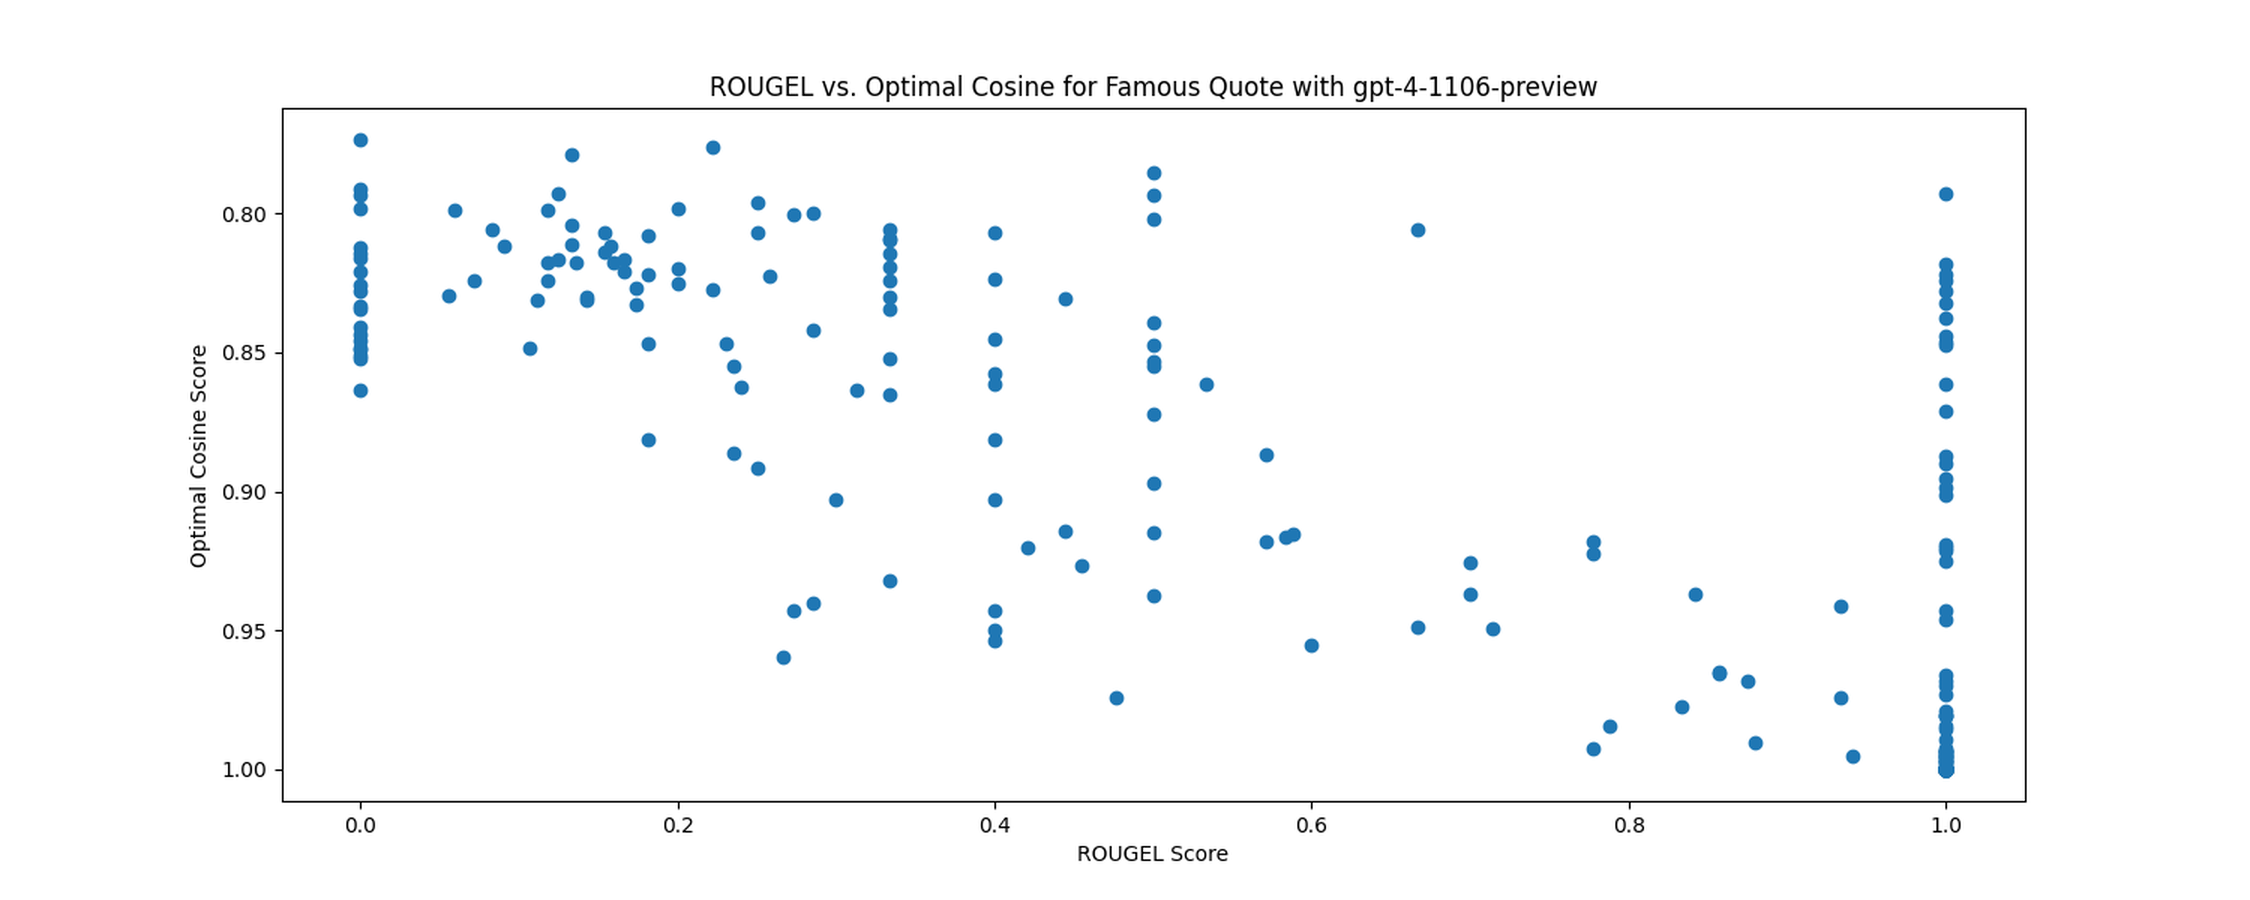 ROUGEL vs. Optimal Cosine for Famous Quote with gpt-4-1106-preview
Optimal Cosine Score
0.80
0.85
0.90
0.95
1.00
0.0 0.2 0.4 0.6 0.8 1.0
ROUGEL Score